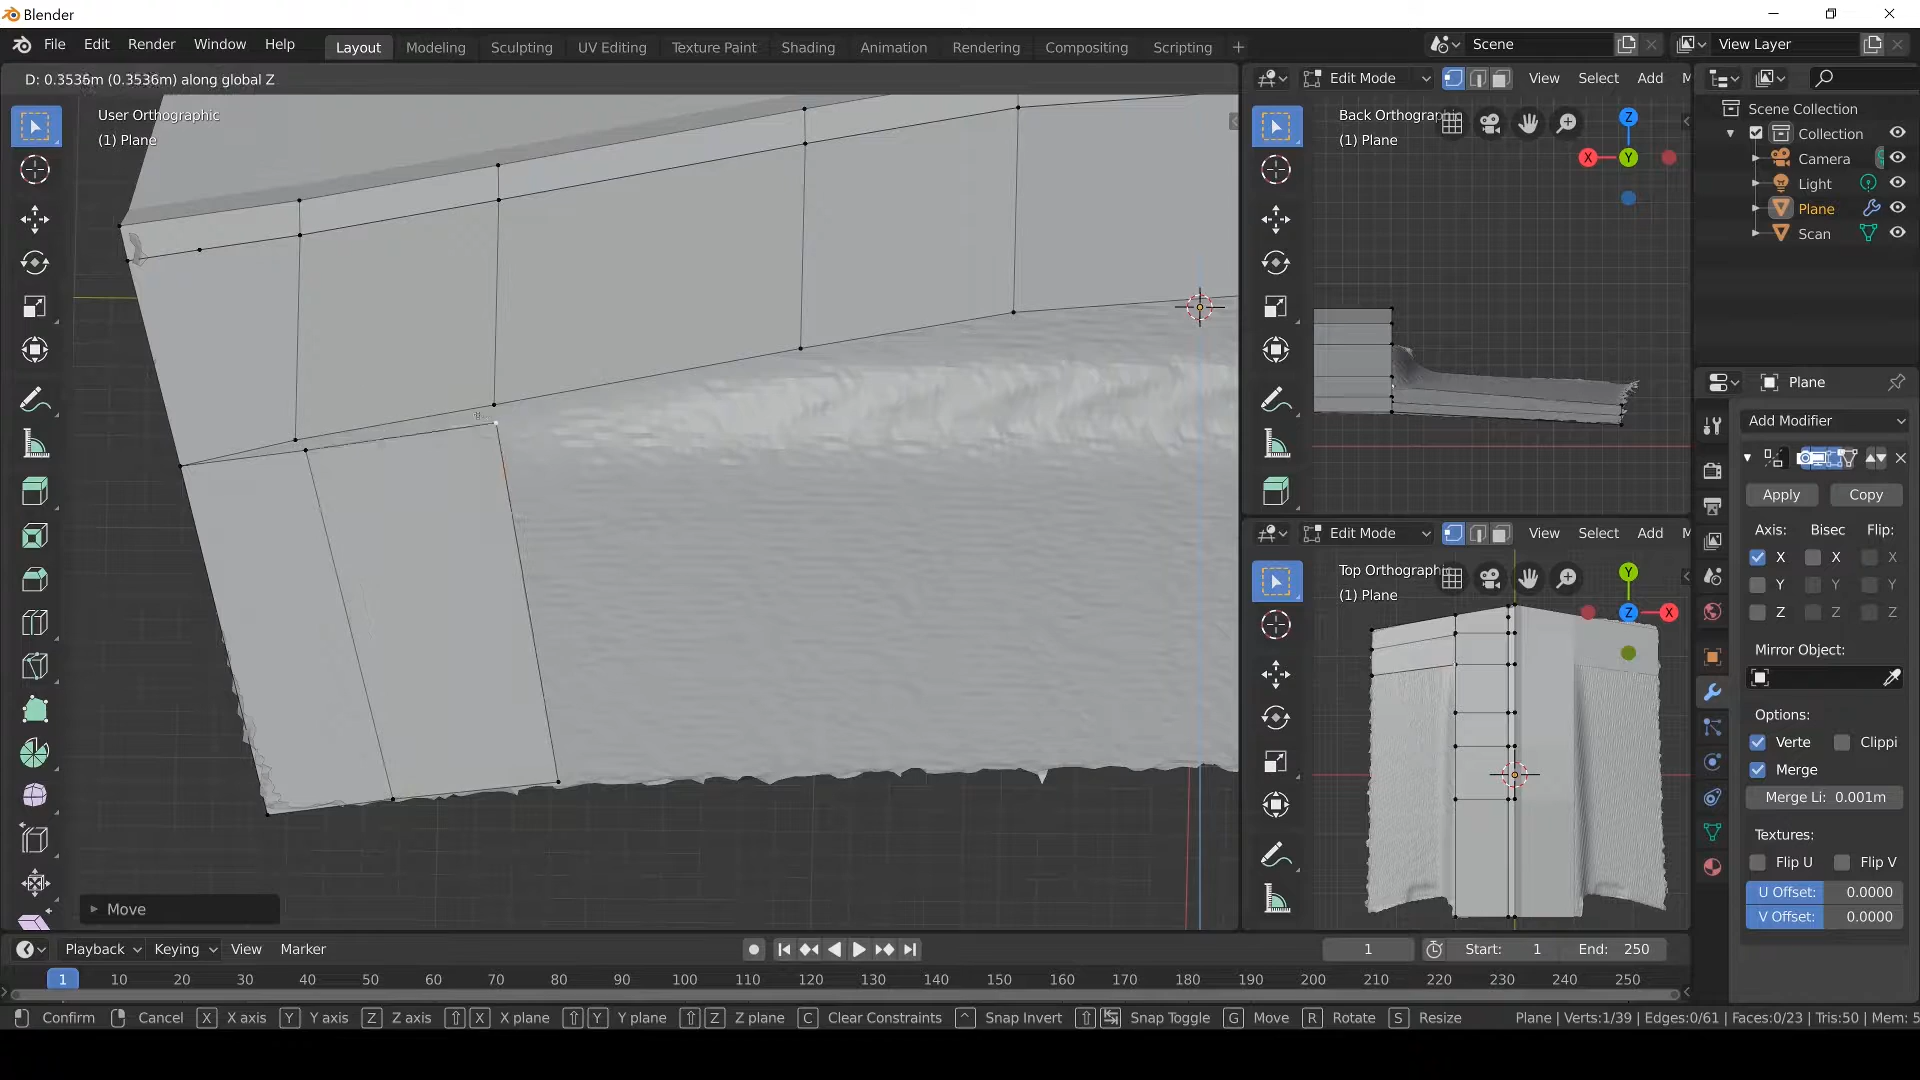 Blender
File Edit Render Window Help Layout Modeling Sculpting UV Editing Texture Paint Shading Animation Rendering Compositing Scripting + Scene View Layer
D: 0.3536m (0.3536m) along global Z
Edit Mode View Select Add M
User Orthographic
(1) Plane
Back Orthographic
(1) Plane
Z
X
Y
Scene Collection
Collection
Camera
Light
Plane
Scan
Plane
Add Modifier
Apply Copy
Axis: Bisec Flip:
X X X
Y Y Y
Z Z Z
Mirror Object:
Options:
Verte Clippi
Merge
Merge Li: 0.001m
Textures:
Flip U Flip V
U Offset: 0.0000
V Offset: 0.0000
Edit Mode View Select Add M
Top Orthographic
(1) Plane
Y
Z
X
Move
Playback Keying View Marker 1 Start: 1 End: 250
1 10 20 30 40 50 60 70 80 90 100 110 120 130 140 150 160 170 180 190 200 210 220 230 240 250
Confirm Cancel X X axis Y Y axis Z Z axis X X plane Y Y plane Z Z plane C Clear Constraints Snap Invert Snap Toggle G Move R Rotate S Resize Plane | Verts:1/39 | Edges:0/61 | Faces:0/23 | Tris:50 | Mem: 5